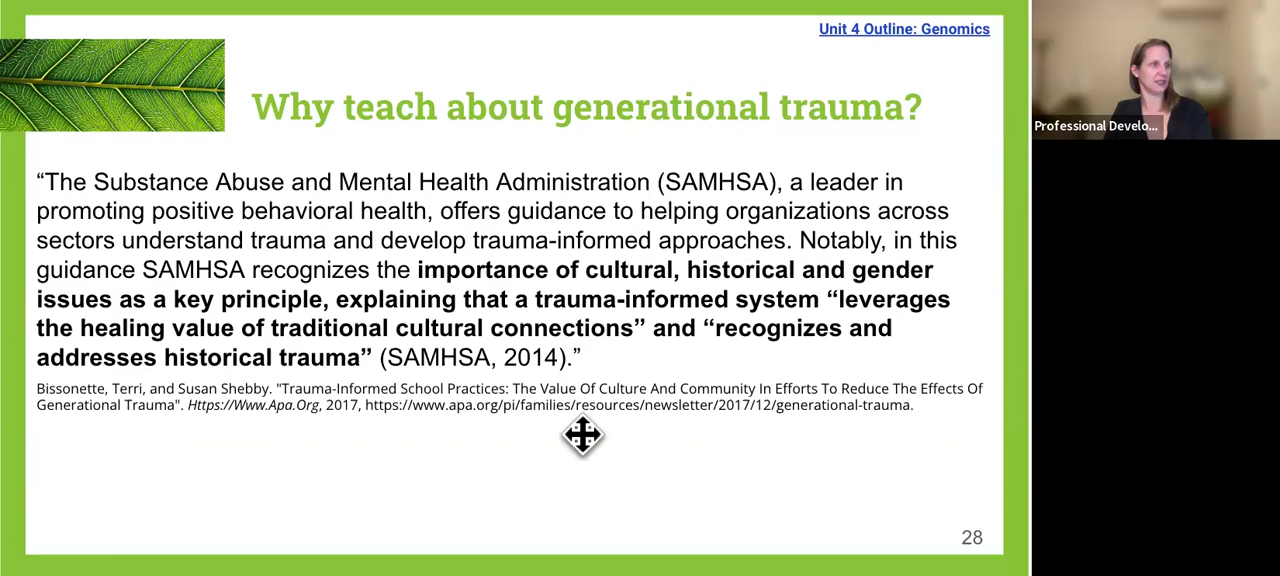 Unit 4 Outline: Genomics
Why teach about generational trauma?
“The Substance Abuse and Mental Health Administration (SAMHSA), a leader in
promoting positive behavioral health, offers guidance to helping organizations across
sectors understand trauma and develop trauma-informed approaches. Notably, in this
guidance SAMHSA recognizes the importance of cultural, historical and gender
issues as a key principle, explaining that a trauma-informed system “leverages
the healing value of traditional cultural connections” and “recognizes and
addresses historical trauma” (SAMHSA, 2014).”
Bissonette, Terri, and Susan Shebby. "Trauma-Informed School Practices: The Value Of Culture And Community In Efforts To Reduce The Effects Of
Generational Trauma". Https://Www.Apa.Org, 2017, https://www.apa.org/pi/families/resources/newsletter/2017/12/generational-trauma.
28
Professional Develo...